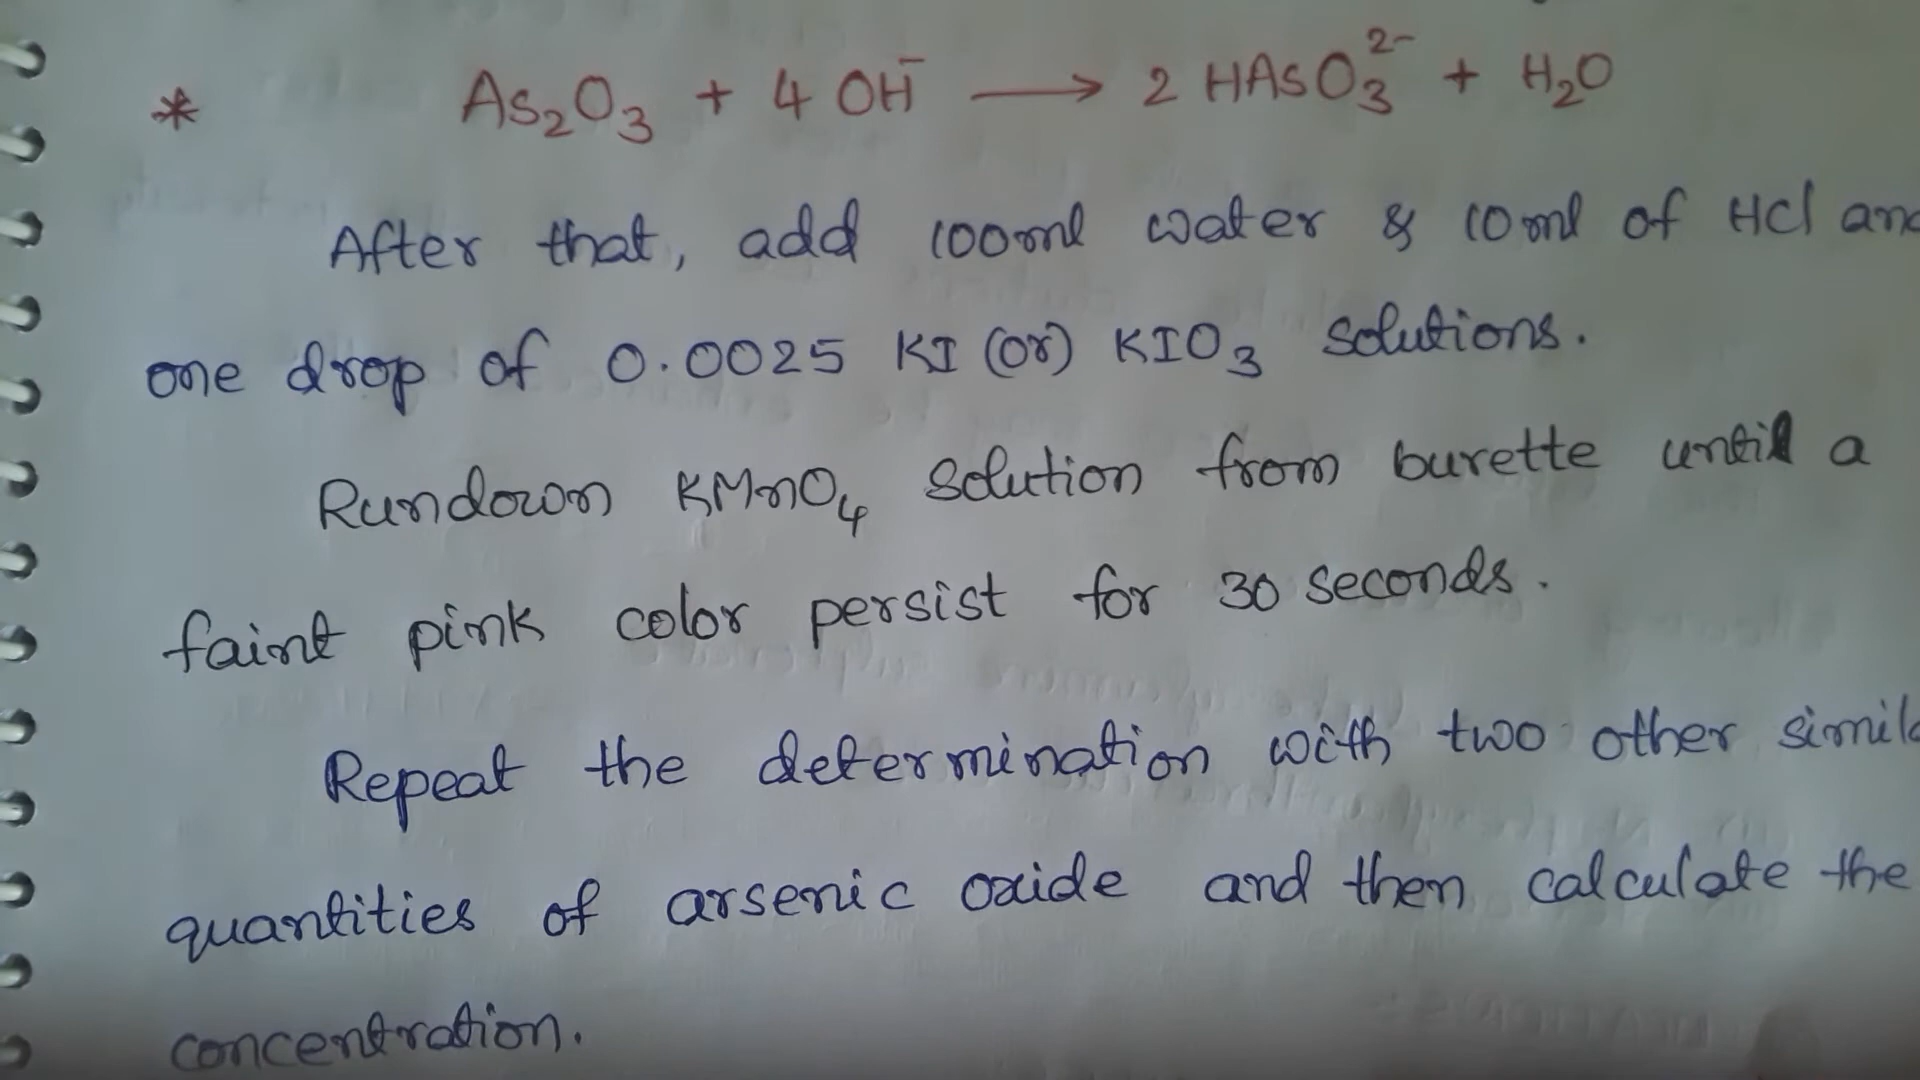 * As₂O₃ + 4 OH⁻ ⟶ 2 HAsO₃²⁻ + H₂O
After that, add 100ml water & 10 ml of HCl
one drop of 0.0025 KI (or) KIO₃ solutions.
Rundown KMnO₄ solution from burette until a
faint pink color persist for 30 seconds.
Repeat the determination with two other
quantities of arsenic oxide and then calculate the
concentration.